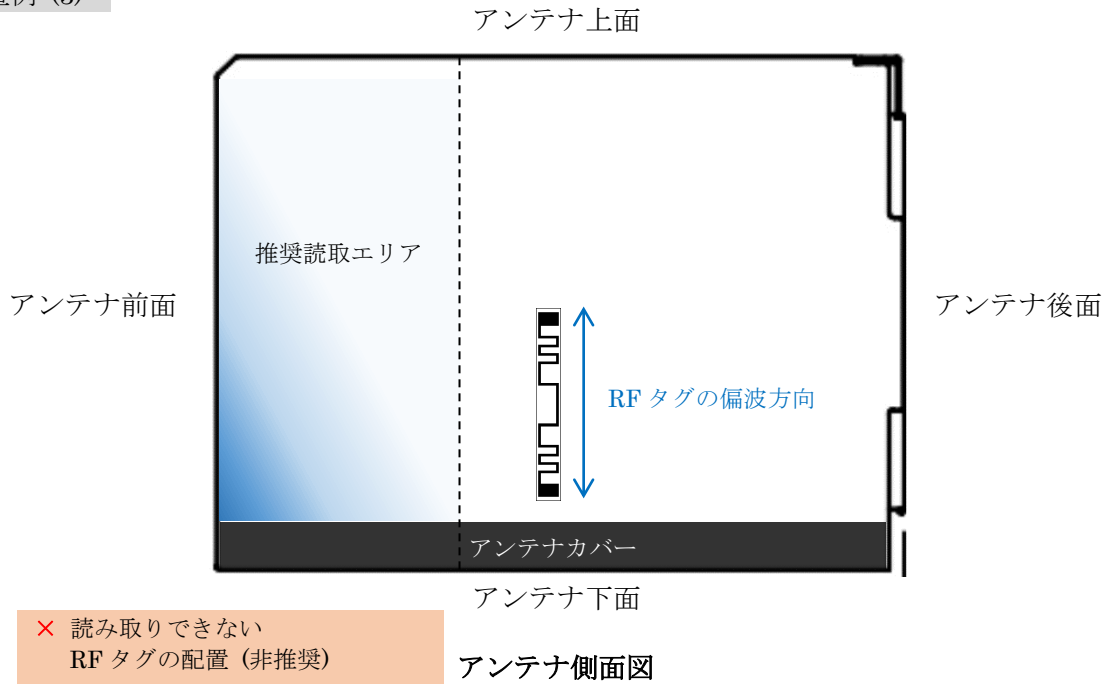 例 (3)
アンテナ上面
推奨読取エリア
アンテナ前面
アンテナ後面
RF タグの偏波方向
アンテナカバー
アンテナ下面
× 読み取りできない
RF タグの配置 (非推奨)
アンテナ側面図